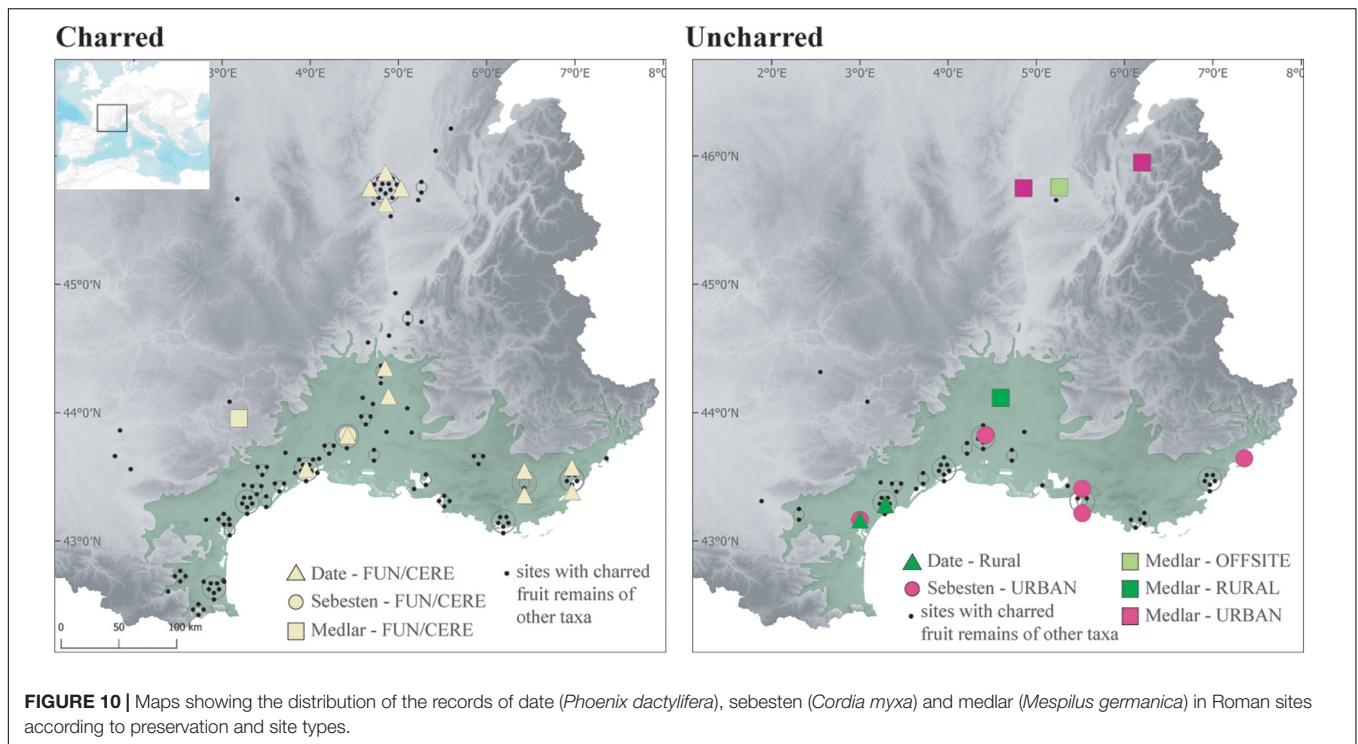 Charred
Uncharred
3°0'E 4°0'E 5°0'E 6°0'E 7°0'E 8°0
2°0'E 3°0'E 4°0'E 5°0'E 6°0'E 7°0'E 8°0
46°0'N
45°0'N
45°0'N
44°0'N
44°0'N
43°0'N
43°0'N
Date - FUN/CERE
Sebesten - FUN/CERE
Medlar - FUN/CERE
sites with charred
fruit remains of
other taxa
0 50 100 km
Date - Rural
Sebesten - URBAN
sites with charred
fruit remains of other taxa
Medlar - OFFSITE
Medlar - RURAL
Medlar - URBAN
FIGURE 10 | Maps showing the distribution of the records of date (Phoenix dactylifera), sebesten (Cordia myxa) and medlar (Mespilus germanica) in Roman sites
according to preservation and site types.